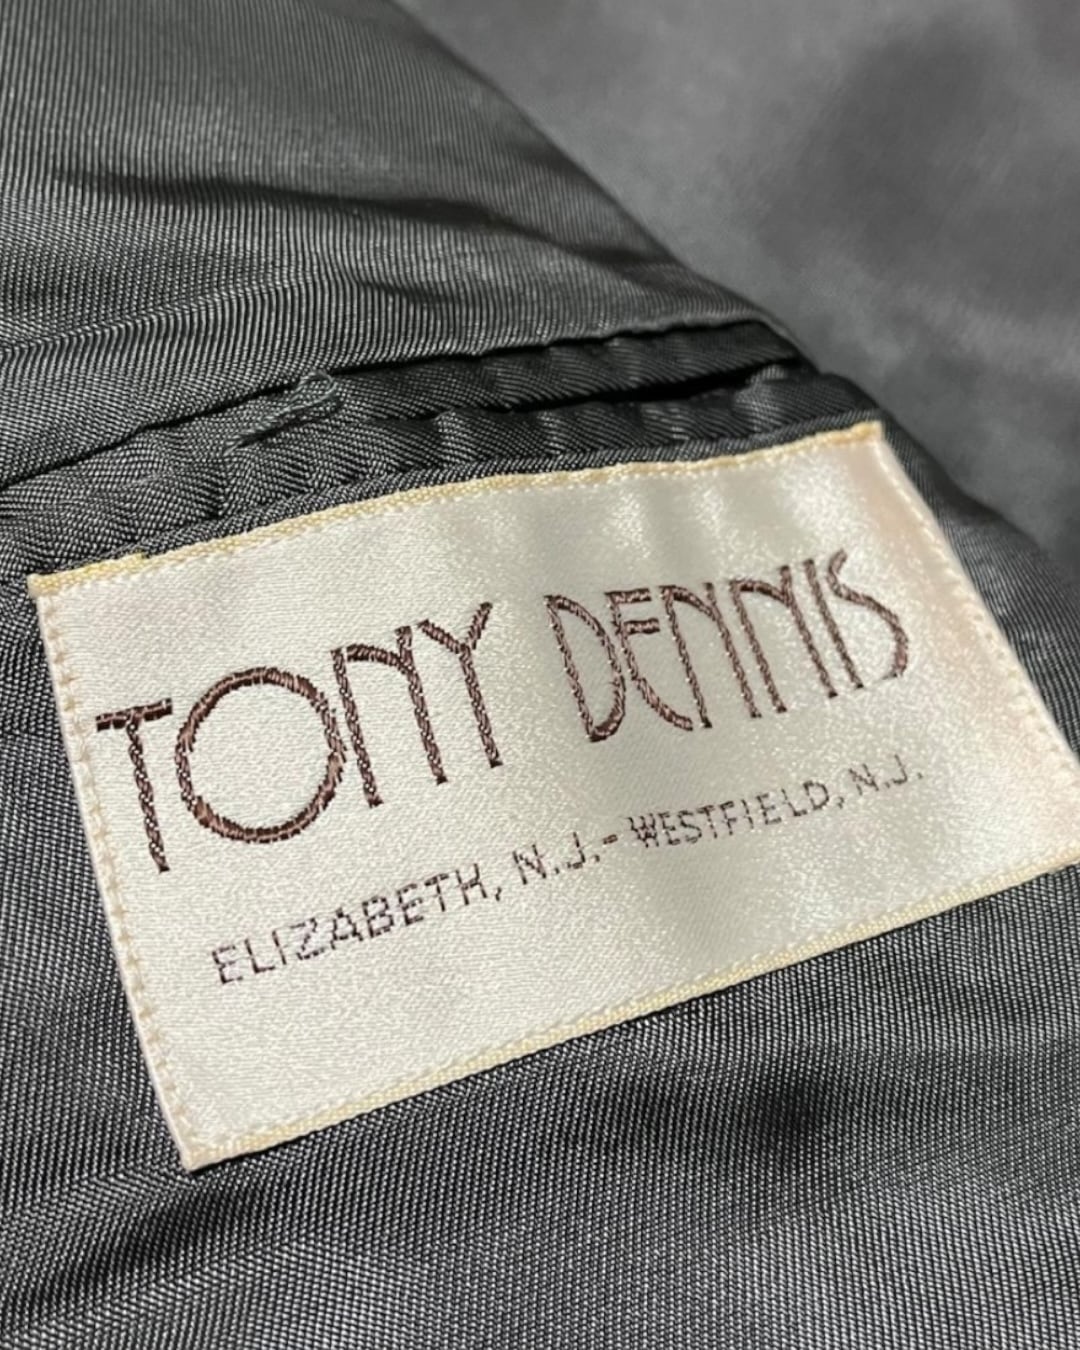 TONY DENNIS
ELIZABETH, N.J.- WESTFIELD, N.J.